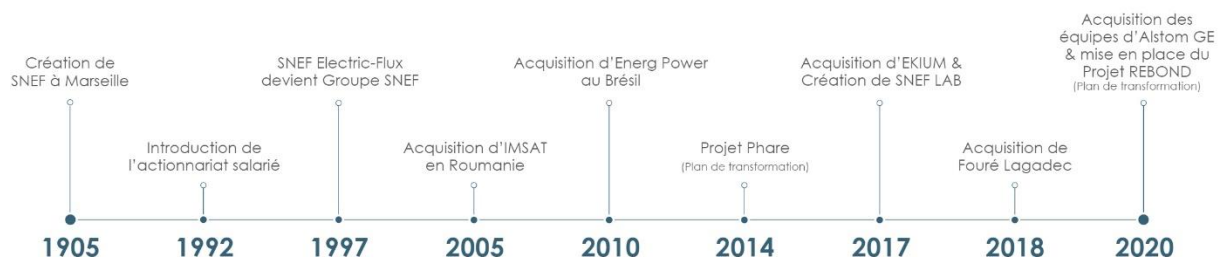 Création de
SNEF à Marseille
Introduction de
l'actionnariat salarié
SNEF Electric-Flux
devient Groupe SNEF
Acquisition d'IMSAT
en Roumanie
Acquisition d'Energ Power
au Brésil
Projet Phare
(Plan de transformation)
Acquisition d'EKIUM &
Création de SNEF LAB
Acquisition de
Fouré Lagadec
Acquisition des
équipes d'Alstom GE
& mise en place du
Projet REBOND
(Plan de transformation)
1905
1992
1997
2005
2010
2014
2017
2018
2020